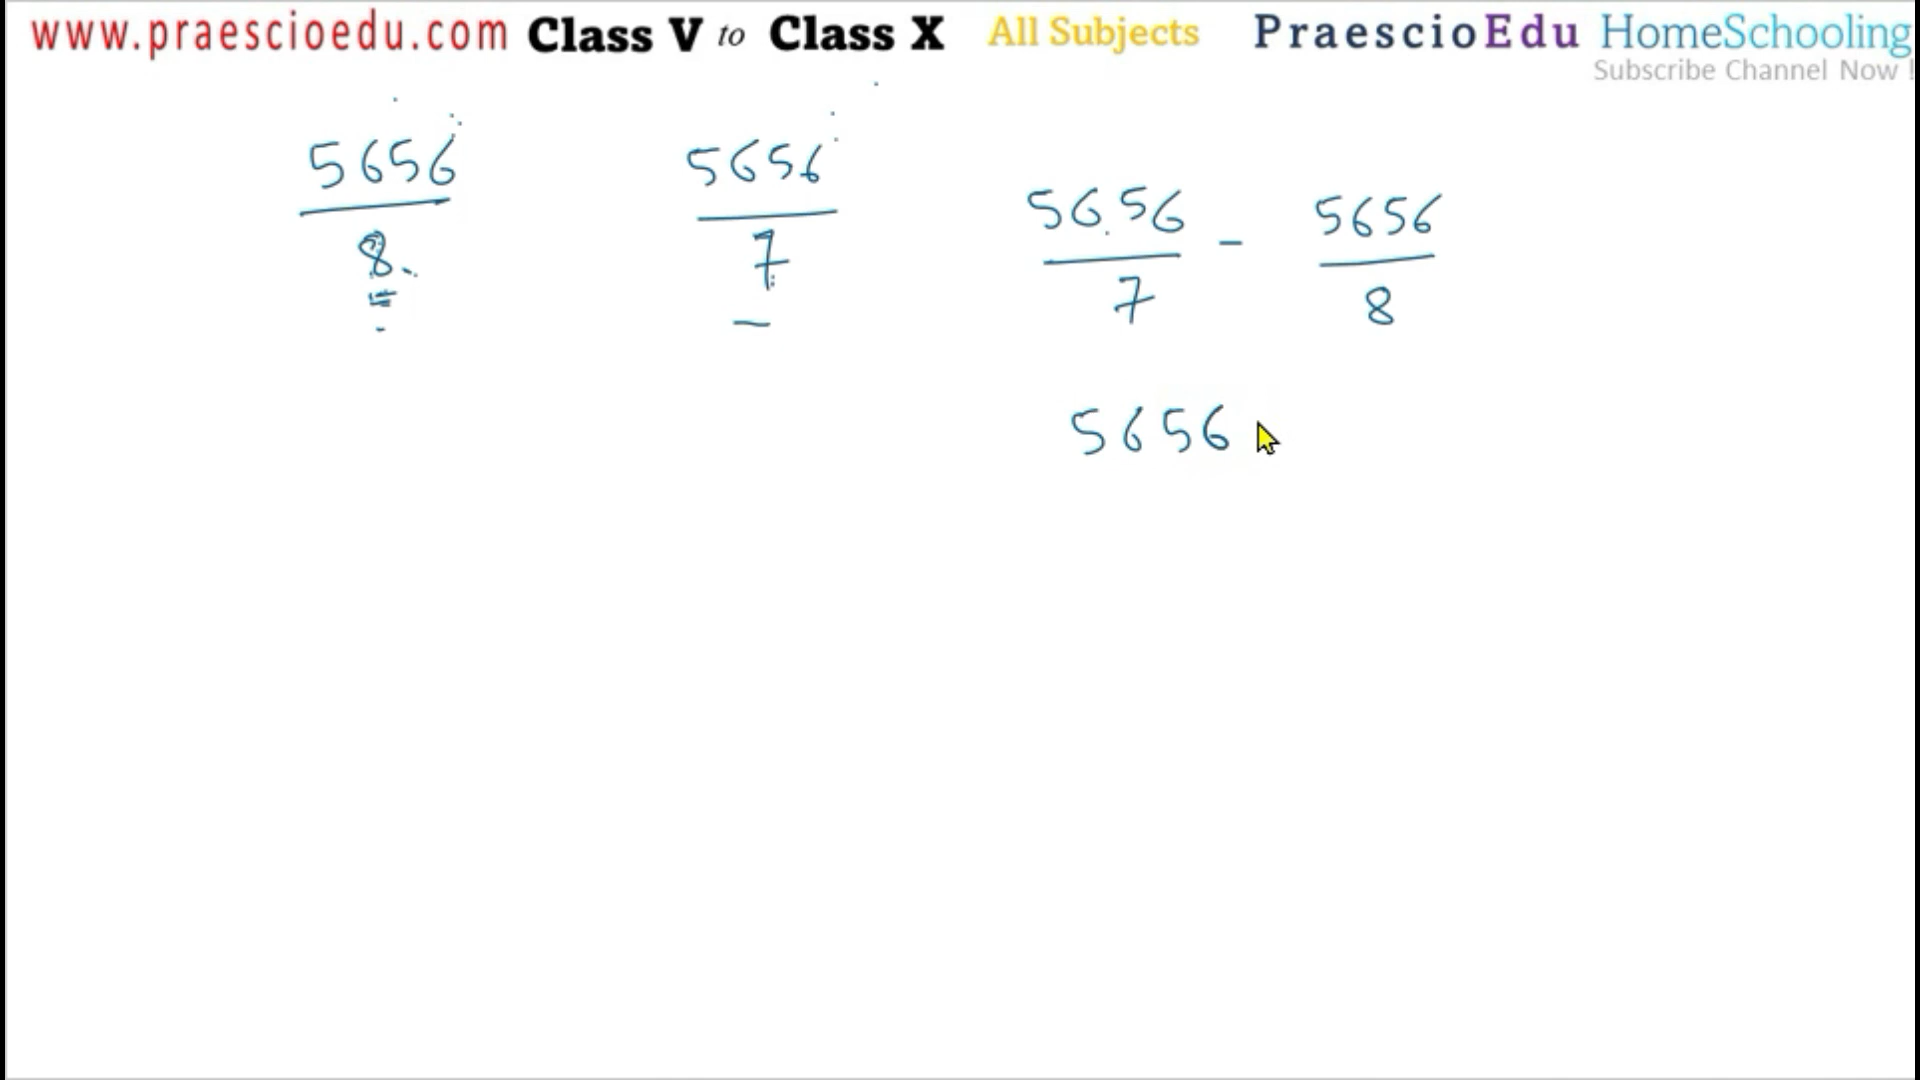 www.praescioedu.com Class V to Class X All Subjects PraescioEdu HomeSchooling
Subscribe Channel Now !
5656 5656 5656 - 5656
8 7 7 8
5656